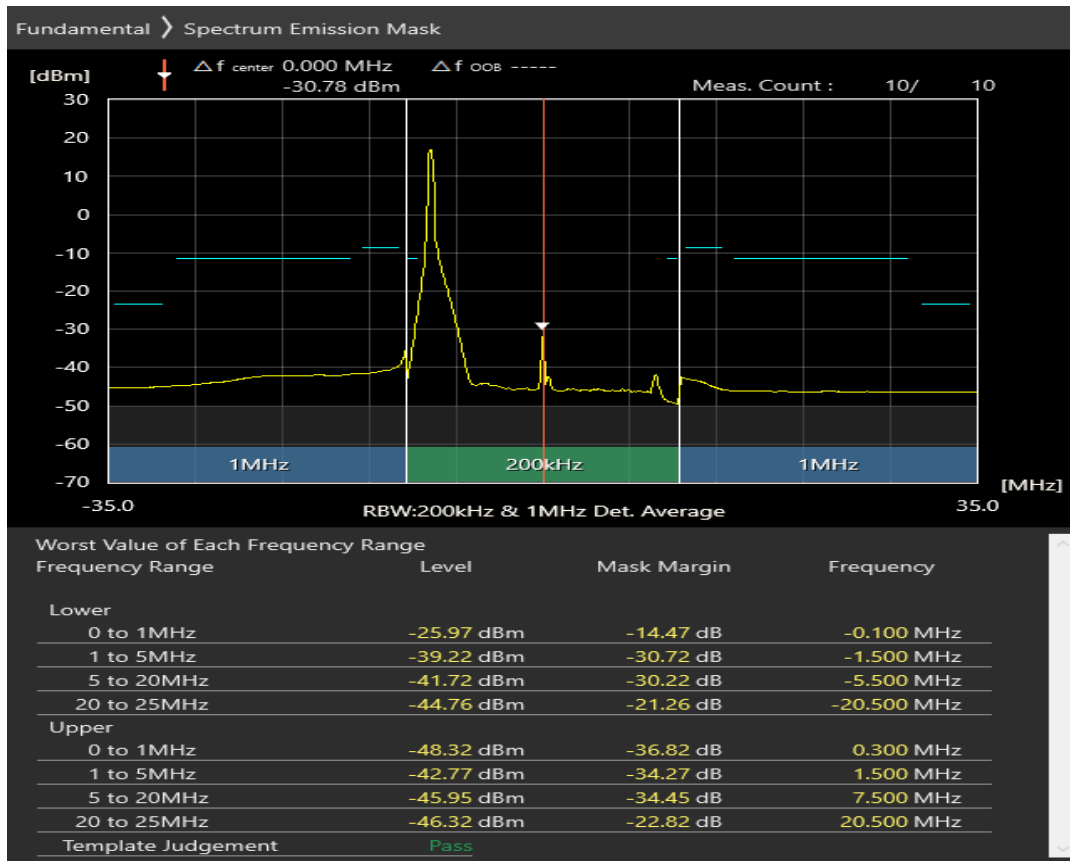 Fundamental ❯ Spectrum Emission Mask
[dBm] Δf center 0.000 MHz Δf OOB -----
-30.78 dBm Meas. Count : 10/ 10
30
20
10
0
-10
-20
-30
-40
-50
-60
1MHz 200kHz 1MHz
-70
[MHz]
-35.0 RBW:200kHz & 1MHz Det. Average 35.0
Worst Value of Each Frequency Range
Frequency Range Level Mask Margin Frequency
Lower
0 to 1MHz -25.97 dBm -14.47 dB -0.100 MHz
1 to 5MHz -39.22 dBm -30.72 dB -1.500 MHz
5 to 20MHz -41.72 dBm -30.22 dB -5.500 MHz
20 to 25MHz -44.76 dBm -21.26 dB -20.500 MHz
Upper
0 to 1MHz -48.32 dBm -36.82 dB 0.300 MHz
1 to 5MHz -42.77 dBm -34.27 dB 1.500 MHz
5 to 20MHz -45.95 dBm -34.45 dB 7.500 MHz
20 to 25MHz -46.32 dBm -22.82 dB 20.500 MHz
Template Judgement Pass